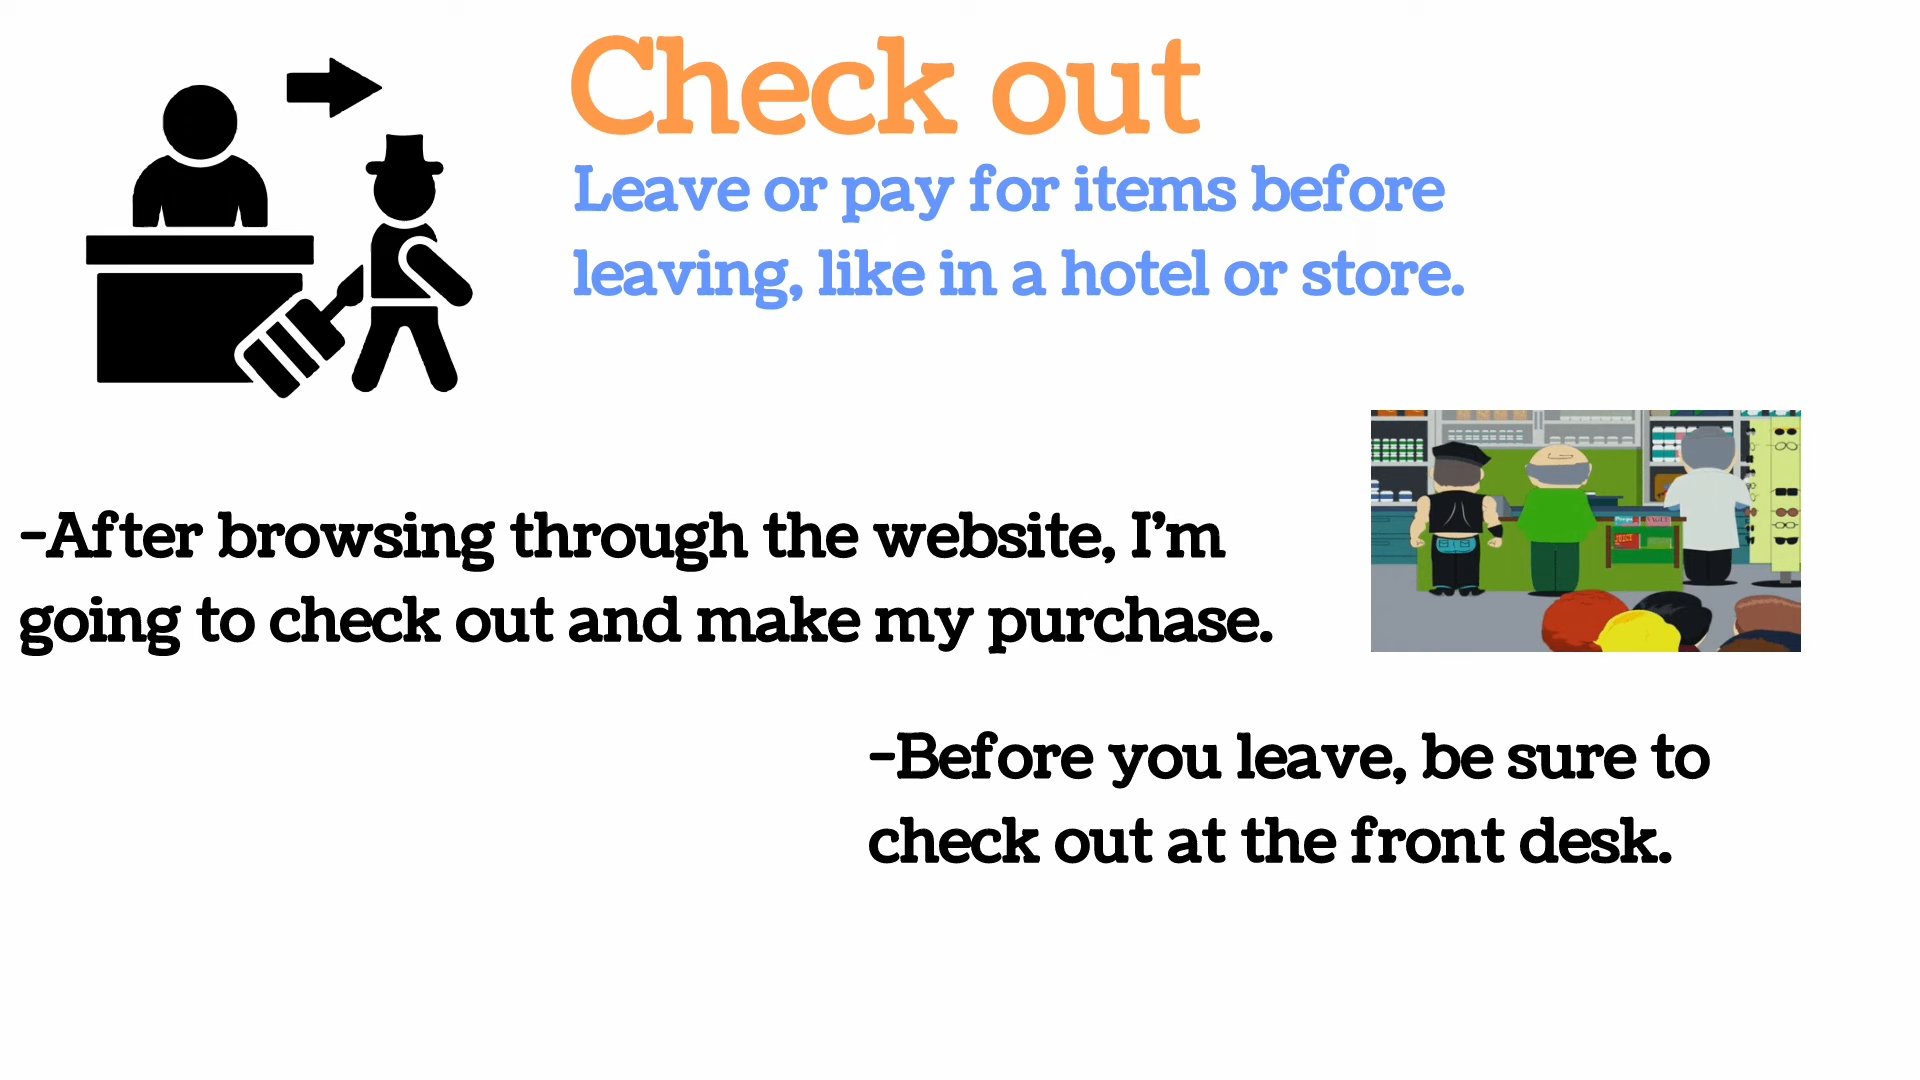 Check out
Leave or pay for items before
leaving, like in a hotel or store.
-After browsing through the website, I'm
going to check out and make my purchase.
-Before you leave, be sure to
check out at the front desk.